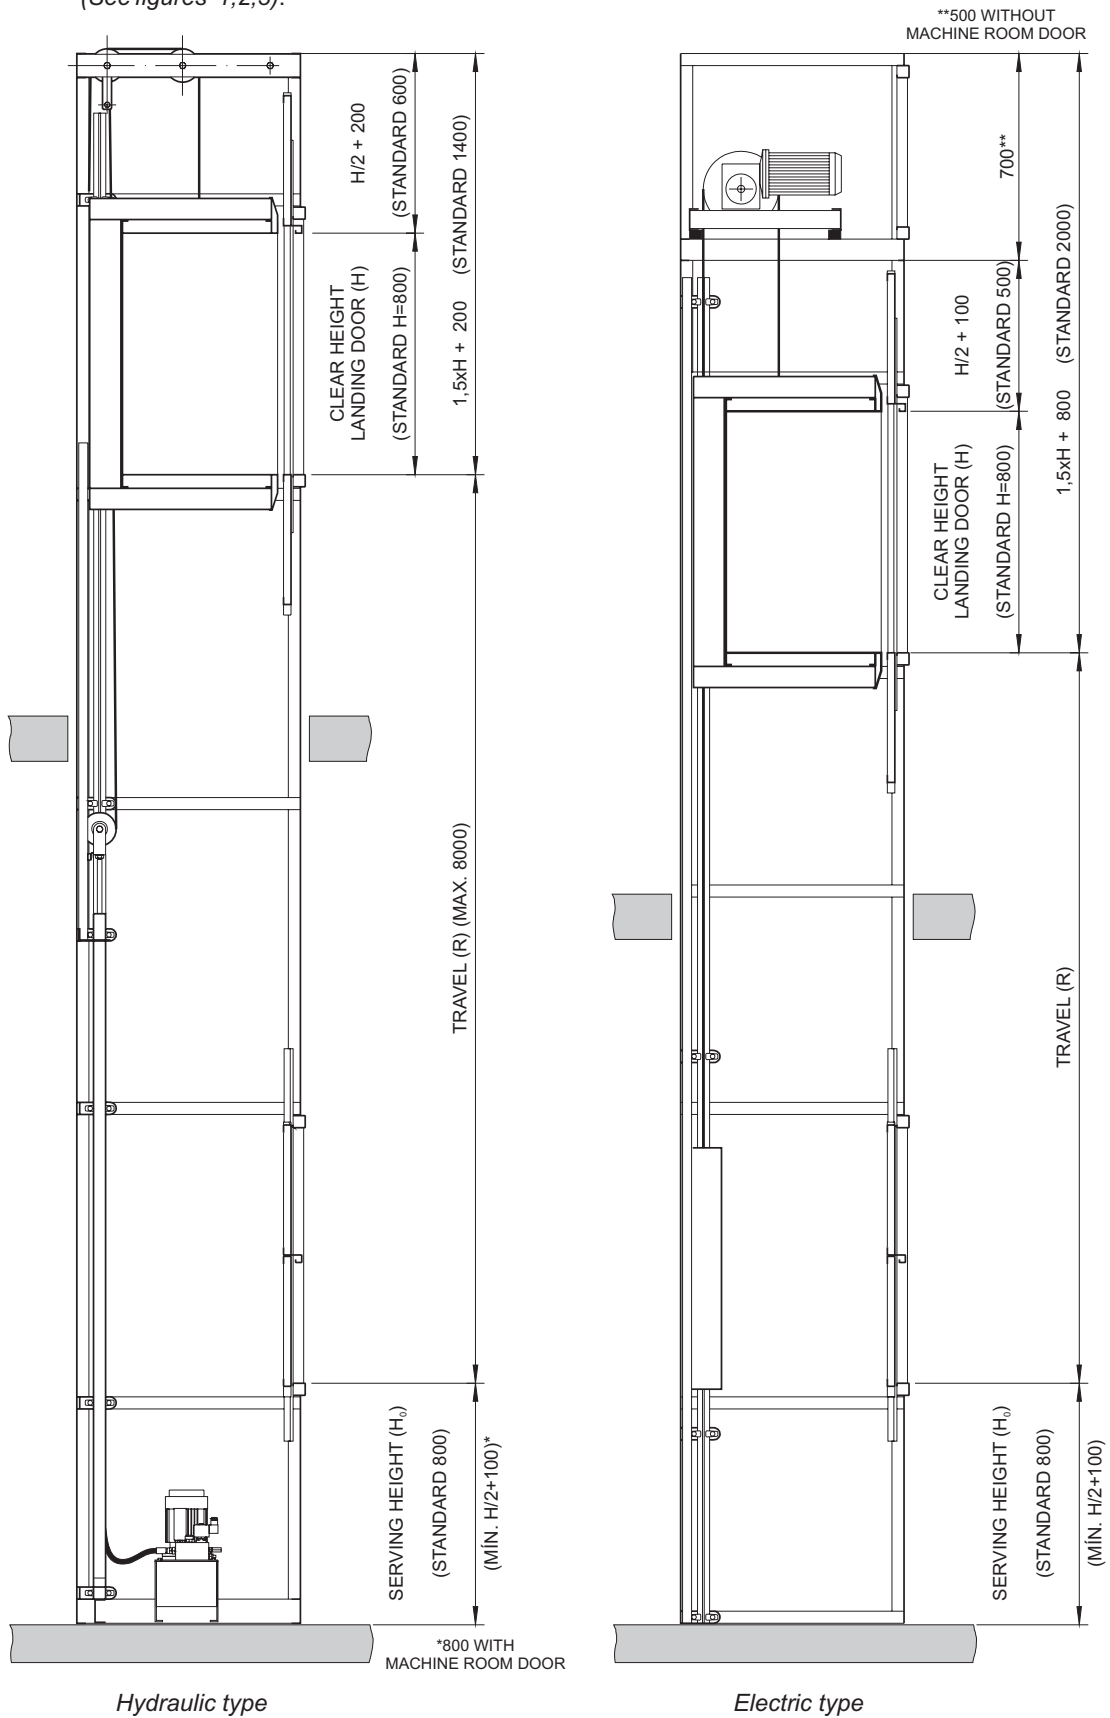 (See figures 1,2,3).
**500 WITHOUT
MACHINE ROOM DOOR
H/2 + 200
(STANDARD 600)
CLEAR HEIGHT
LANDING DOOR (H)
(STANDARD H=800)
1,5xH + 200 (STANDARD 1400)
TRAVEL (R) (MAX. 8000)
SERVING HEIGHT (H₀)
(STANDARD 800)
(MÍN. H/2+100)*
*800 WITH
MACHINE ROOM DOOR
Hydraulic type
700**
H/2 + 100
(STANDARD 500)
CLEAR HEIGHT
LANDING DOOR (H)
(STANDARD H=800)
1,5xH + 800 (STANDARD 2000)
TRAVEL (R)
SERVING HEIGHT (H₀)
(STANDARD 800)
(MÍN. H/2+100)
Electric type